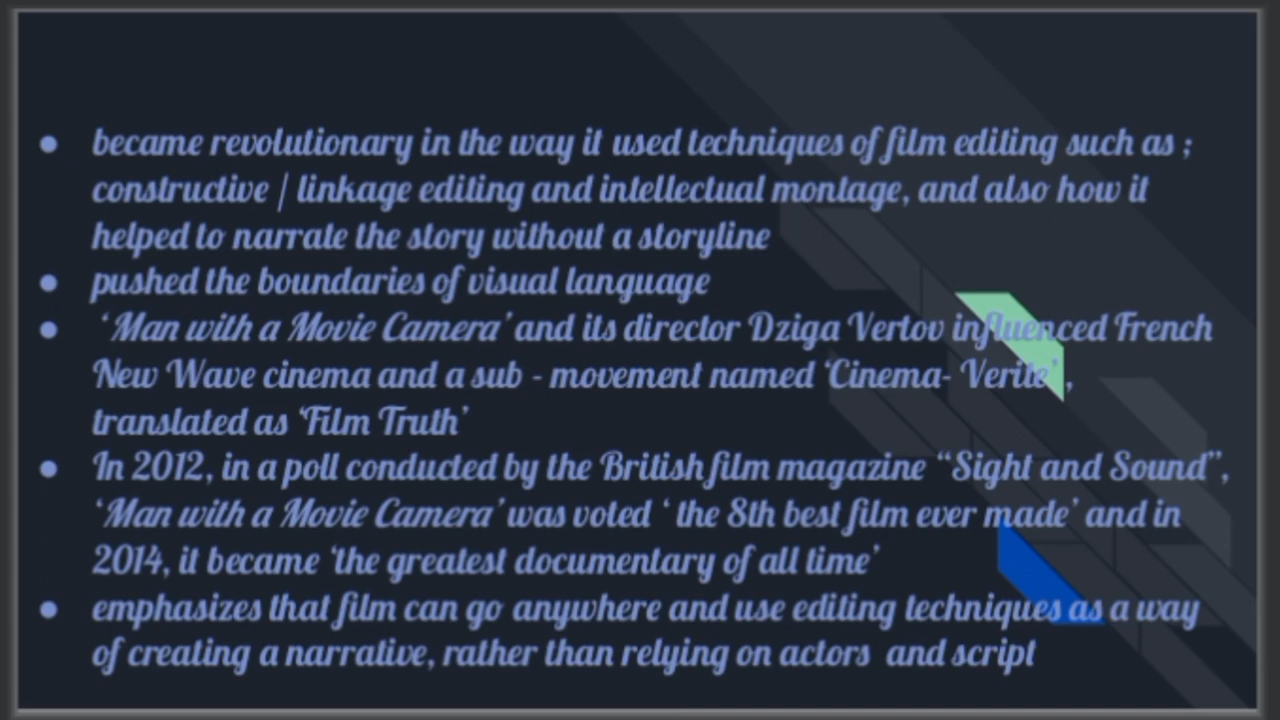 ● became revolutionary in the way it used techniques of film editing such as ;
constructive / linkage editing and intellectual montage, and also how it
helped to narrate the story without a storyline
● pushed the boundaries of visual language
● ‘ Man with a Movie Camera’ and its director Dziga Vertov influenced French
New Wave cinema and a sub - movement named ‘Cinema- Verite’ ,
translated as ‘Film Truth’
● In 2012, in a poll conducted by the British film magazine “Sight and Sound”,
‘Man with a Movie Camera’ was voted ‘ the 8th best film ever made’ and in
2014, it became ‘the greatest documentary of all time’
● emphasizes that film can go anywhere and use editing techniques as a way
of creating a narrative, rather than relying on actors and script